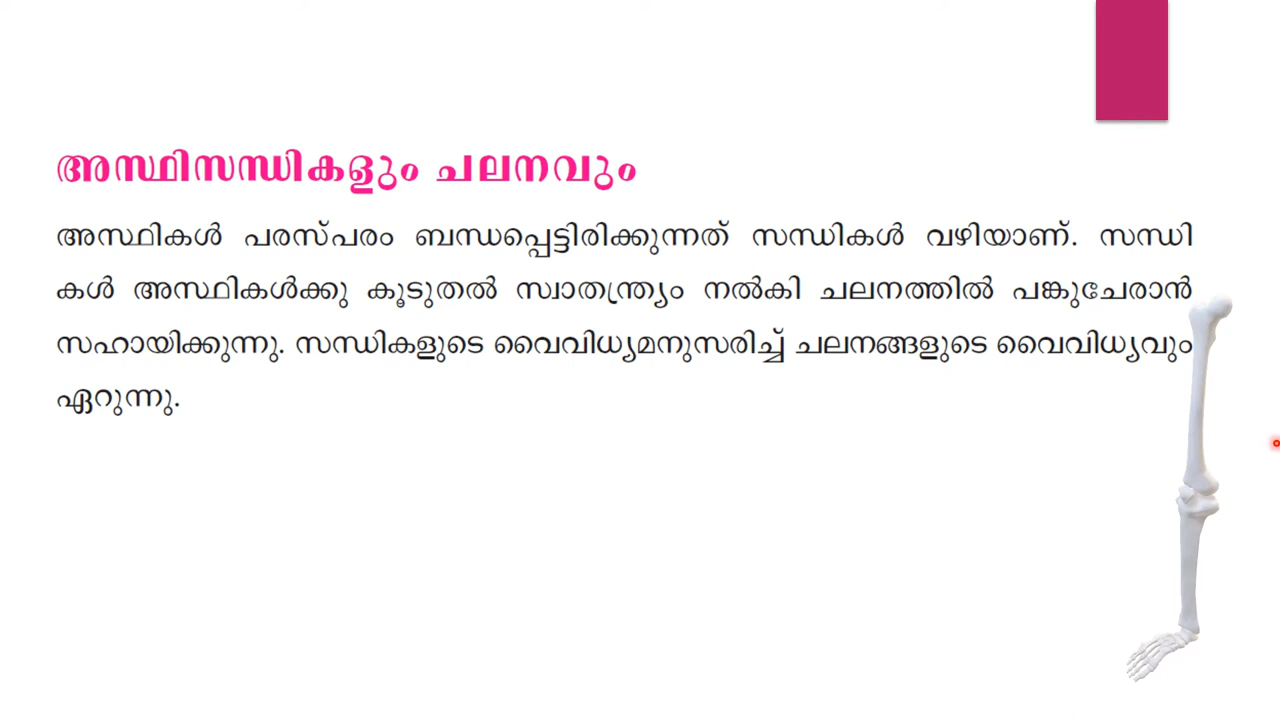 അസ്ഥിസന്ധികളും ചലനവും
അസ്ഥികൾ പരസ്പരം ബന്ധപ്പെട്ടിരിക്കുന്നത് സന്ധികൾ വഴിയാണ്. സന്ധി
കൾ അസ്ഥികൾക്കു കൂടുതൽ സ്വാതന്ത്ര്യം നൽകി ചലനത്തിൽ പങ്കുചേരാൻ
സഹായിക്കുന്നു. സന്ധികളുടെ വൈവിധ്യമനുസരിച്ച് ചലനങ്ങളുടെ വൈവിധ്യവും
ഏറുന്നു.